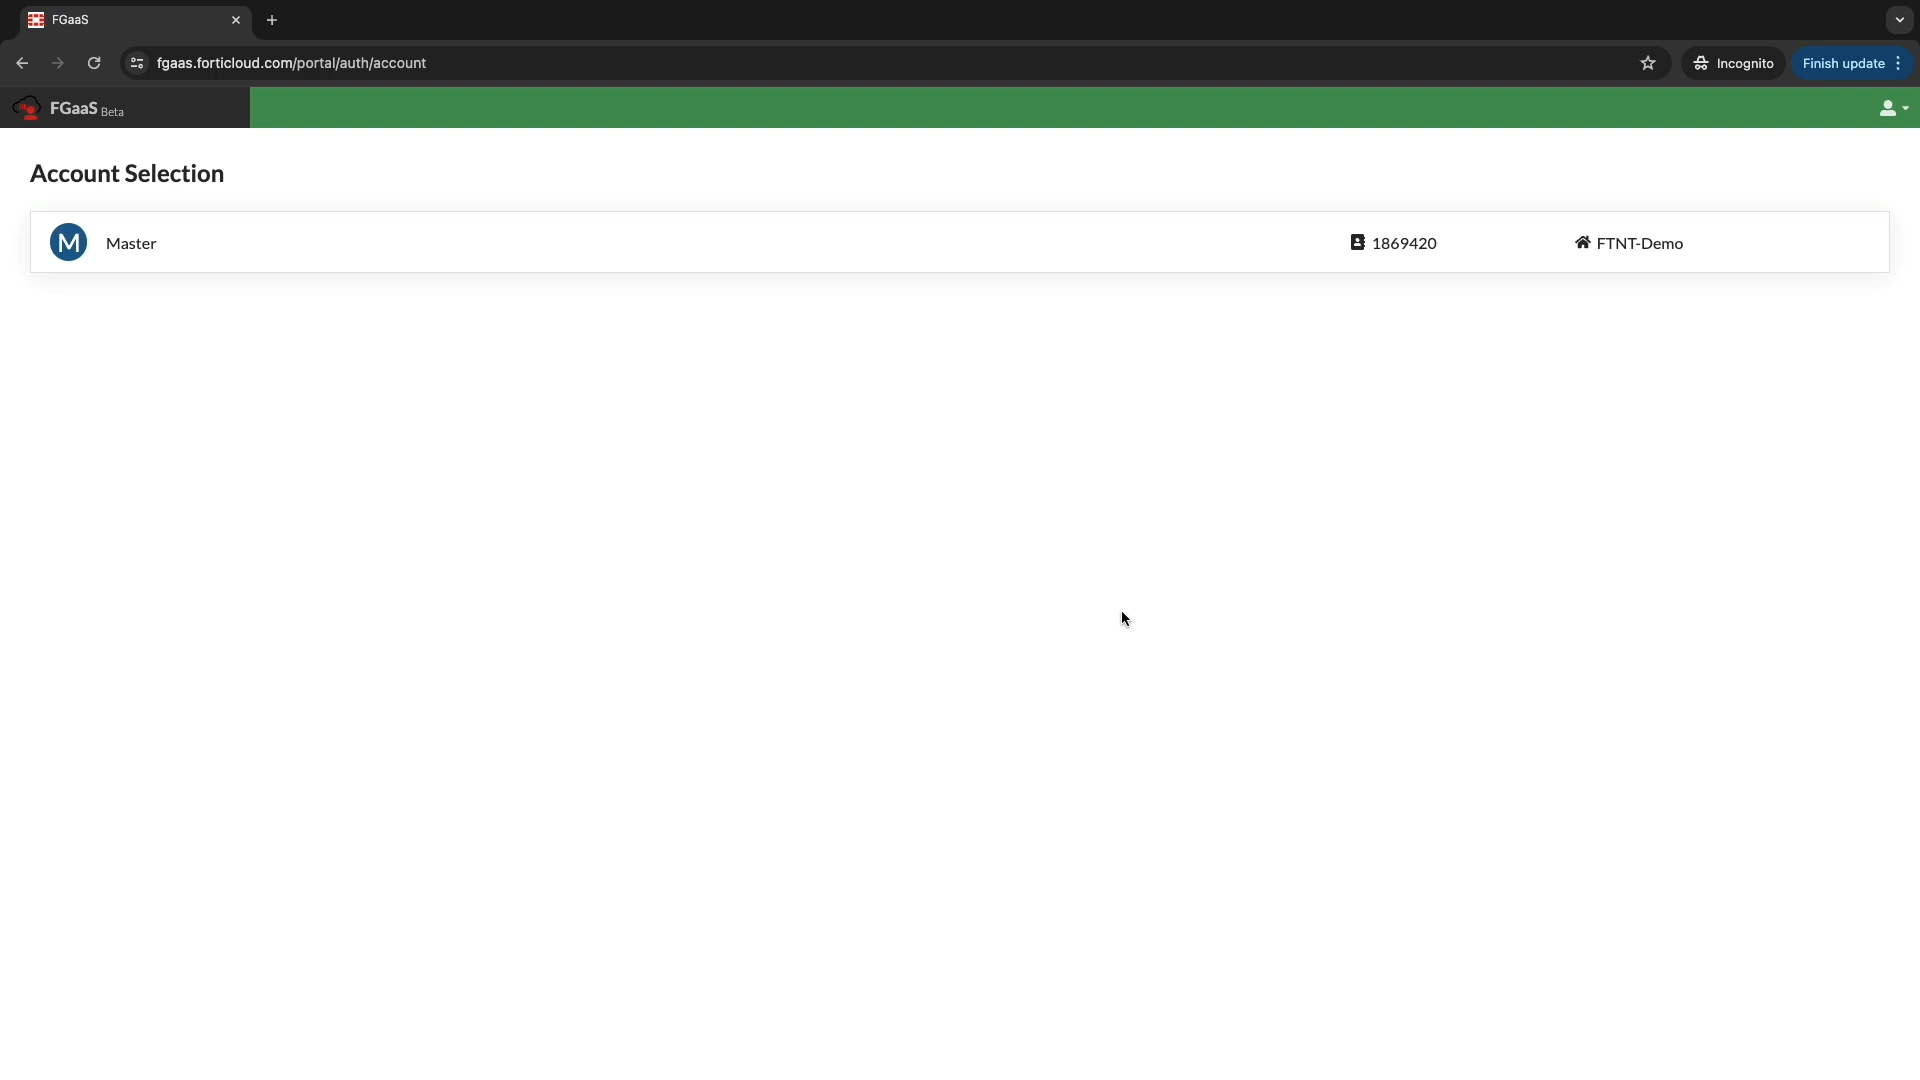 FGaaS
fgaas.forticloud.com/portal/auth/account
Incognito
Finish update
FGaaS Beta
Account Selection
M Master 1869420 FTNT-Demo